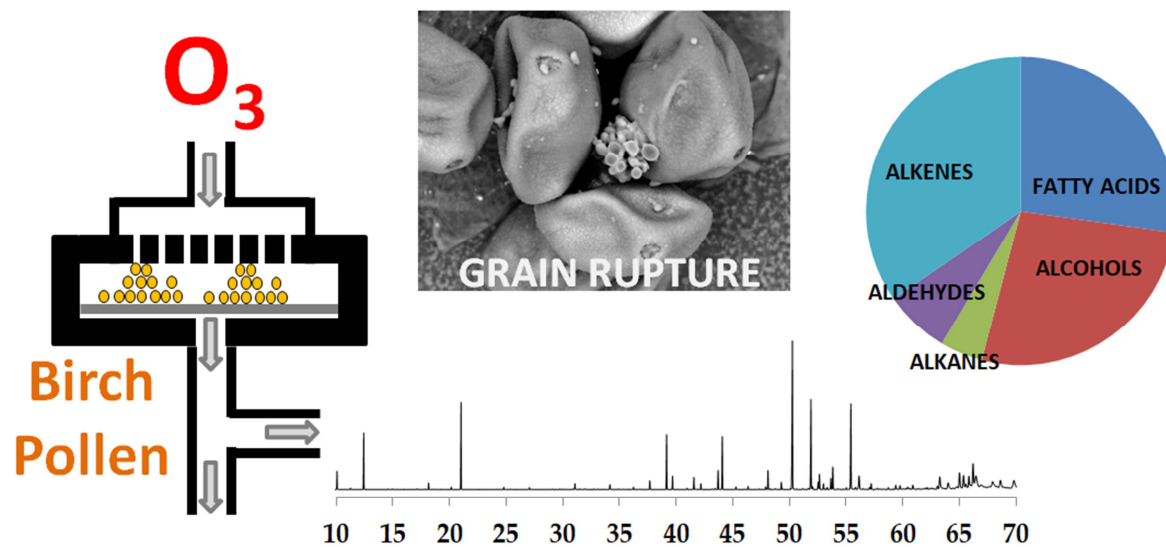 O3
Birch
Pollen
GRAIN RUPTURE
ALKENES
FATTY ACIDS
ALCOHOLS
ALDEHYDES
ALKANES
10 15 20 25 30 35 40 45 50 55 60 65 70